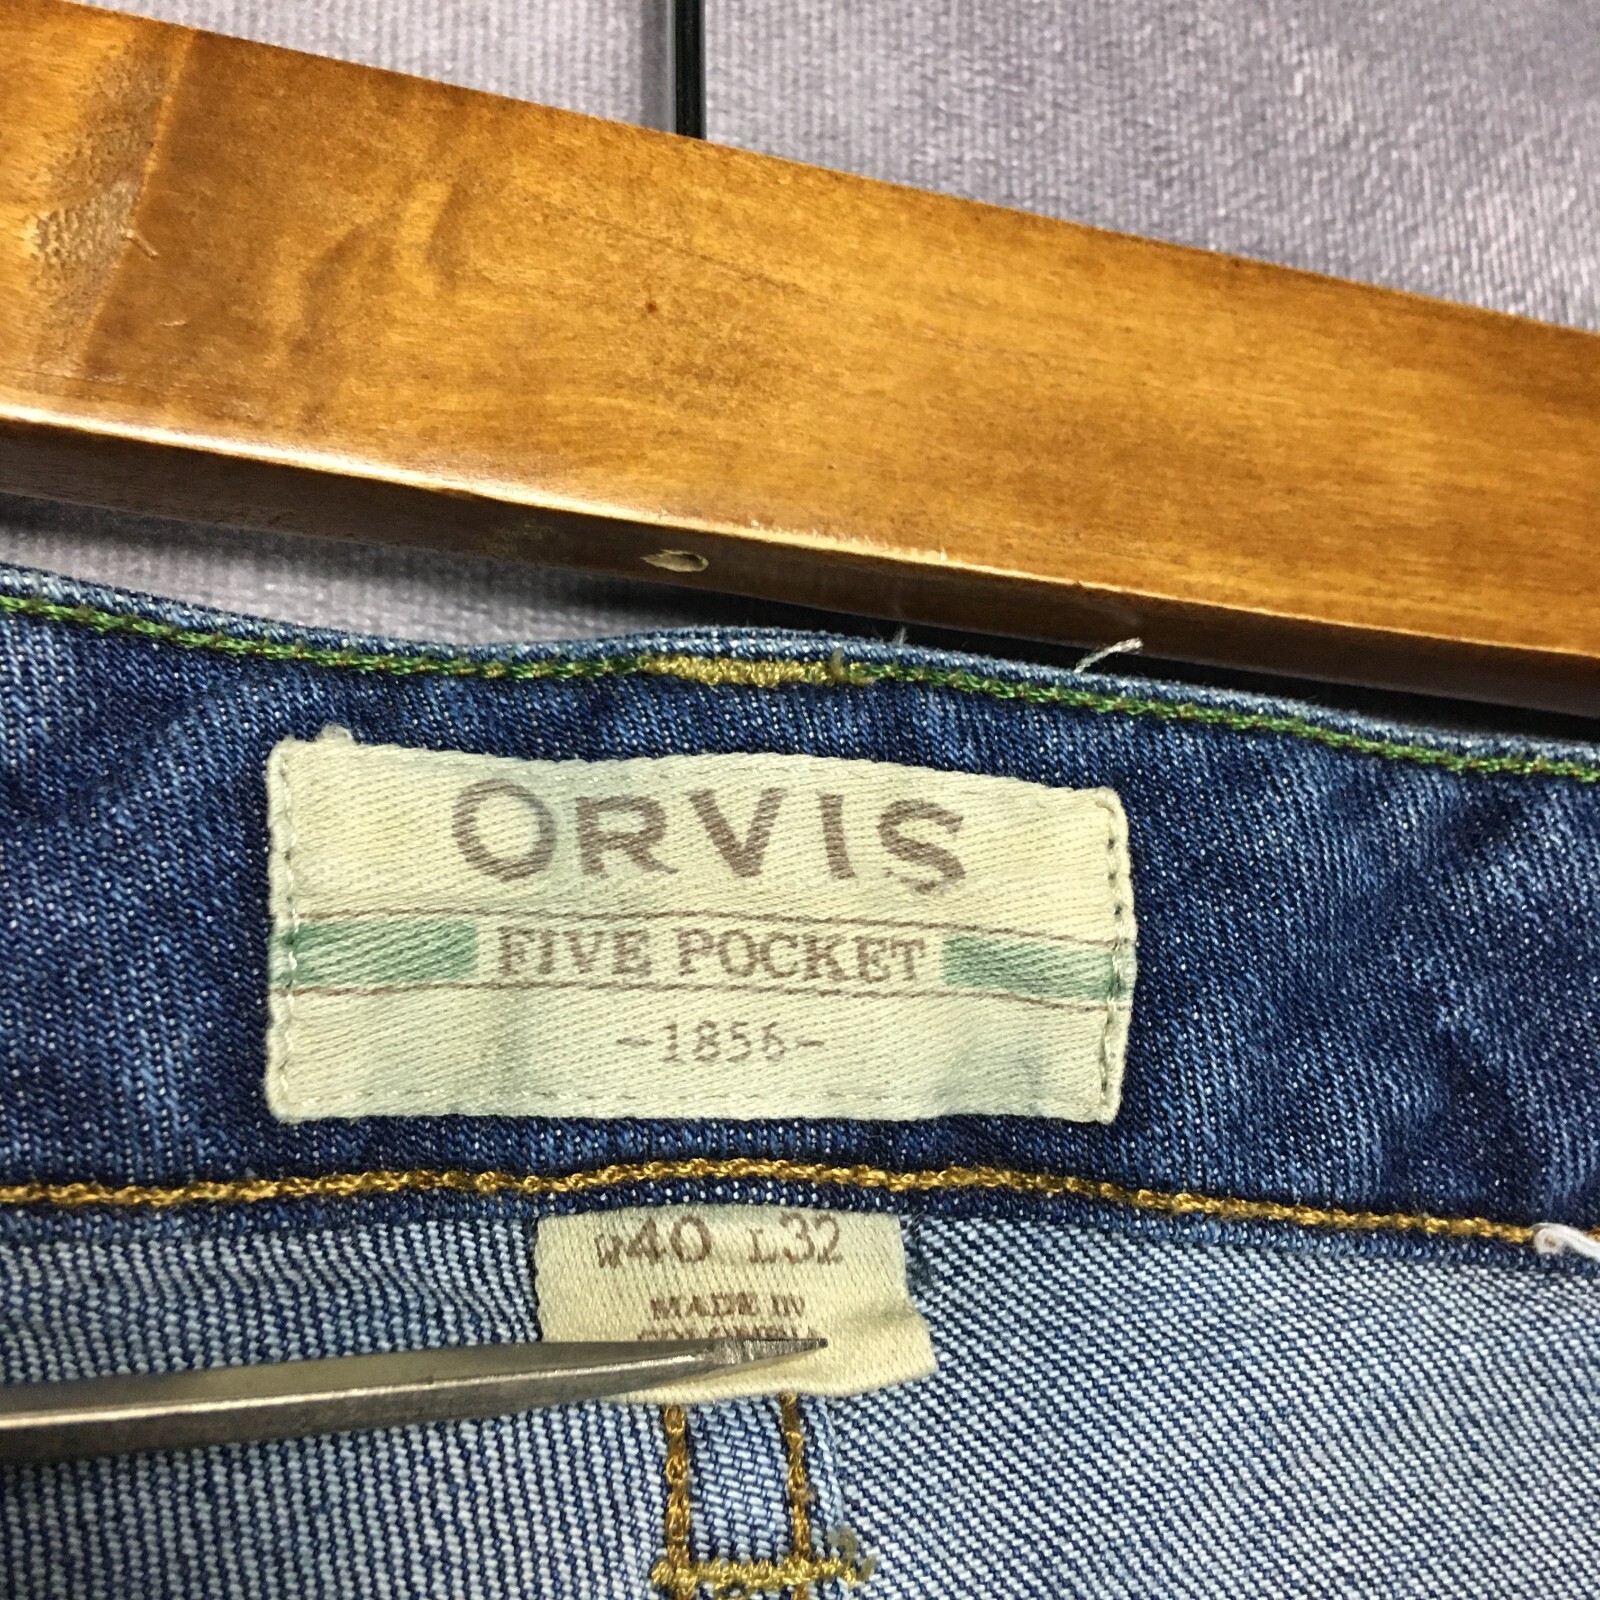 ORVIS
FIVE POCKET
-1856-
W40 L32
MADE IN